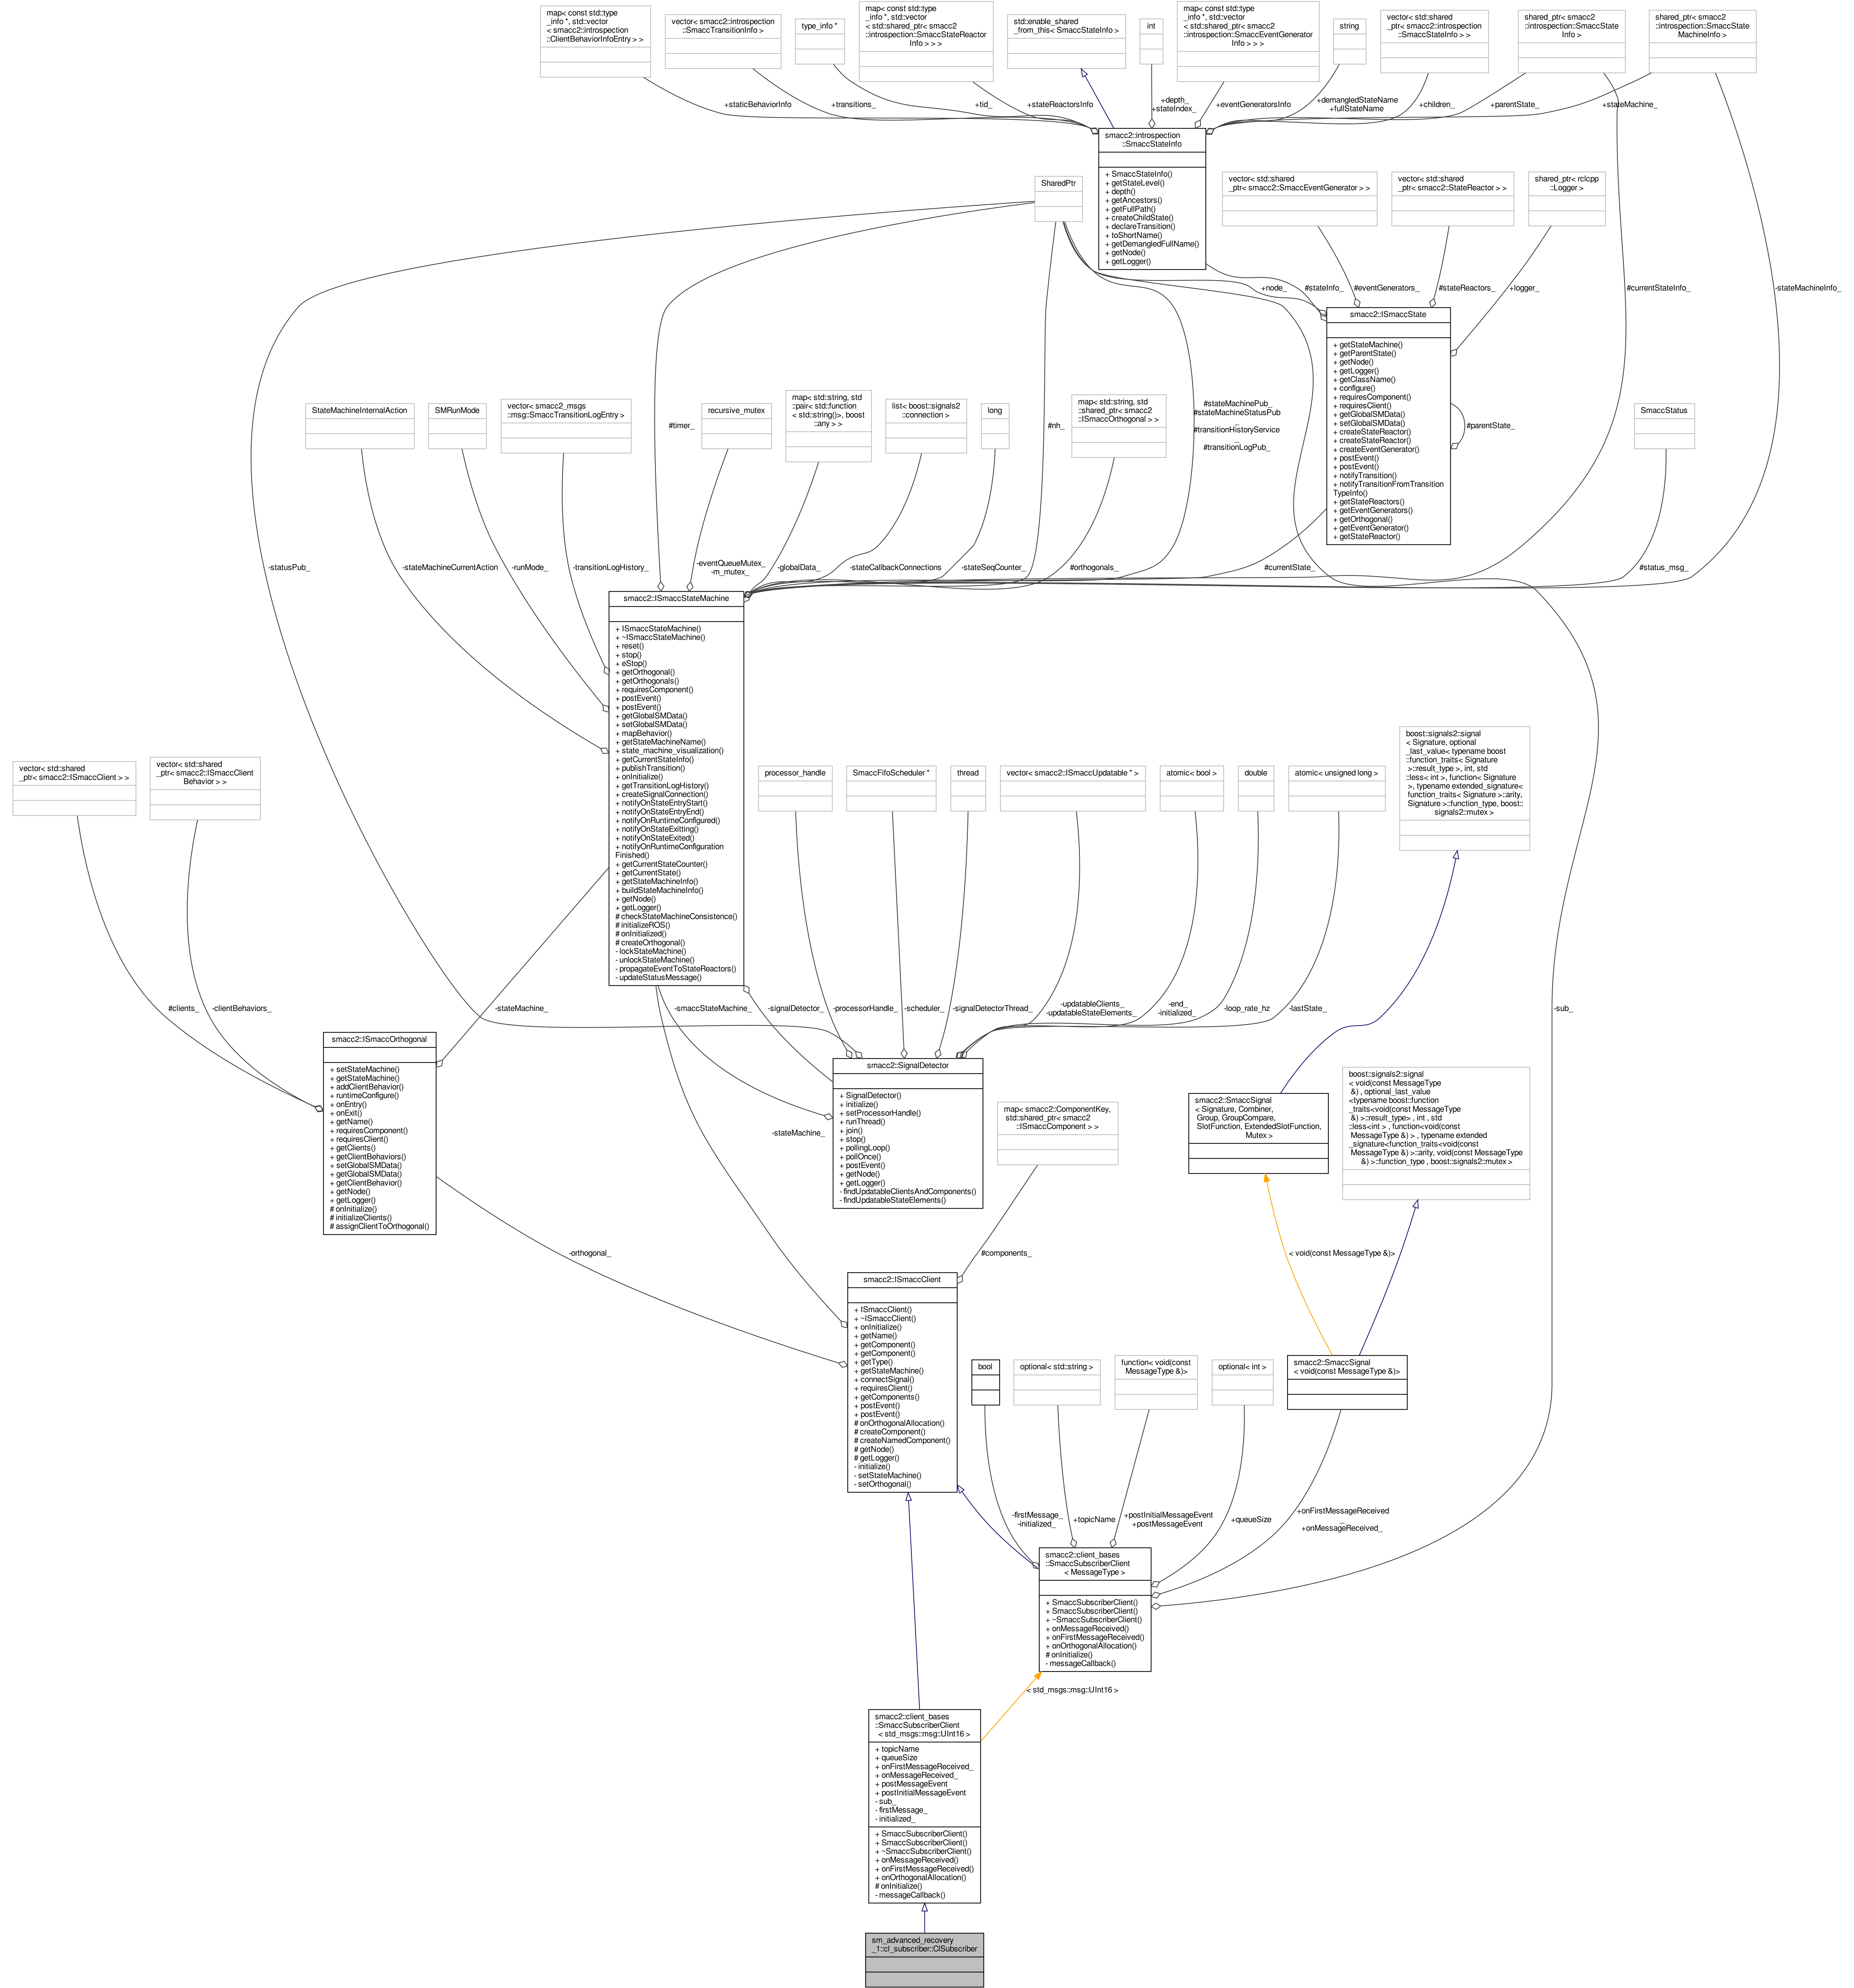 map< const std::type
_info *, std::vector
< smacc2::introspection
::ClientBehaviorInfoEntry > >
vector< smacc2::introspection
::SmaccTransitionInfo >
type_info *
map< const std::type
_info *, std::vector
< std::shared_ptr< smacc2
::introspection::SmaccStateReactor
Info > > >
std::enable_shared
_from_this< SmaccStateInfo >
int
map< const std::type
_info *, std::vector
< std::shared_ptr< smacc2
::introspection::SmaccEventGenerator
Info > > >
string
vector< std::shared
_ptr< smacc2::introspection
::SmaccStateInfo > >
shared_ptr< smacc2
::introspection::SmaccState
Info >
shared_ptr< smacc2
::introspection::SmaccState
MachineInfo >
+staticBehaviorInfo
+transitions_
+tid_
+stateReactorsInfo
+depth_
+stateIndex_
+eventGeneratorsInfo
+demangledStateName
+fullStateName
+children_
+parentState_
+stateMachine_
smacc2::introspection
::SmaccStateInfo
+ SmaccStateInfo()
+ getStateLevel()
+ depth()
+ getAncestors()
+ getFullPath()
+ createChildState()
+ declareTransition()
+ toShortName()
+ getDemangledFullName()
+ getNode()
+ getLogger()
SharedPtr
vector< std::shared
_ptr< smacc2::SmaccEventGenerator > >
vector< std::shared
_ptr< smacc2::StateReactor > >
shared_ptr< rclcpp
::Logger >
+node_
#stateInfo_
#eventGenerators_
#stateReactors_
+logger_
#currentStateInfo_
-stateMachineInfo_
smacc2::ISmaccState
+ getStateMachine()
+ getParentState()
+ getNode()
+ getLogger()
+ getClassName()
+ configure()
+ requiresComponent()
+ requiresClient()
+ getGlobalSMData()
+ setGlobalSMData()
+ createStateReactor()
+ createStateReactor()
+ createEventGenerator()
+ postEvent()
+ postEvent()
+ notifyTransition()
+ notifyTransitionFromTransition
TypeInfo()
+ getStateReactors()
+ getEventGenerators()
+ getOrthogonal()
+ getEventGenerator()
+ getStateReactor()
#parentState_
StateMachineInternalAction
SMRunMode
vector< smacc2_msgs
::msg::SmaccTransitionLogEntry >
#timer_
recursive_mutex
map< std::string, std
::pair< std::function
< std::string()>, boost
::any > >
list< boost::signals2
::connection >
long
#nh_
map< std::string, std
::shared_ptr< smacc2
::ISmaccOrthogonal > >
#stateMachinePub_
#stateMachineStatusPub
_
#transitionHistoryService
_
#transitionLogPub_
SmaccStatus
-statusPub_
-stateMachineCurrentAction
-runMode_
-transitionLogHistory_
-eventQueueMutex_
-m_mutex_
-globalData_
-stateCallbackConnections
-stateSeqCounter_
#orthogonals_
#currentState_
#status_msg_
smacc2::ISmaccStateMachine
+ ISmaccStateMachine()
+ ~ISmaccStateMachine()
+ reset()
+ stop()
+ eStop()
+ getOrthogonal()
+ getOrthogonals()
+ requiresComponent()
+ postEvent()
+ postEvent()
+ getGlobalSMData()
+ setGlobalSMData()
+ mapBehavior()
+ getStateMachineName()
+ state_machine_visualization()
+ getCurrentStateInfo()
+ publishTransition()
+ onInitialize()
+ getTransitionLogHistory()
+ createSignalConnection()
+ notifyOnStateEntryStart()
+ notifyOnStateEntryEnd()
+ notifyOnRuntimeConfigured()
+ notifyOnStateExitting()
+ notifyOnStateExited()
+ notifyOnRuntimeConfiguration
Finished()
+ getCurrentStateCounter()
+ getCurrentState()
+ getStateMachineInfo()
+ buildStateMachineInfo()
+ getNode()
+ getLogger()
# checkStateMachineConsistence()
# initializeROS()
# onInitialized()
# createOrthogonal()
- lockStateMachine()
- unlockStateMachine()
- propagateEventToStateReactors()
- updateStatusMessage()
vector< std::shared
_ptr< smacc2::ISmaccClient > >
vector< std::shared
_ptr< smacc2::ISmaccClient
Behavior > >
processor_handle
SmaccFifoScheduler *
thread
vector< smacc2::ISmaccUpdatable * >
atomic< bool >
double
atomic< unsigned long >
boost::signals2::signal
< Signature, optional
_last_value< typename boost
::function_traits< Signature
>::result_type >, int, std
::less< int >, function< Signature
>, typename extended_signature<
function_traits< Signature >::arity,
Signature >::function_type, boost::
signals2::mutex >
#clients_
-clientBehaviors_
-stateMachine_
-smaccStateMachine_
-signalDetector_
-processorHandle_
-scheduler_
-signalDetectorThread_
-updatableClients_
-updatableStateElements_
-end_
-initialized_
-loop_rate_hz
-lastState_
-sub_
smacc2::ISmaccOrthogonal
+ setStateMachine()
+ getStateMachine()
+ addClientBehavior()
+ runtimeConfigure()
+ onEntry()
+ onExit()
+ getName()
+ requiresComponent()
+ requiresClient()
+ getClients()
+ getClientBehaviors()
+ setGlobalSMData()
+ getGlobalSMData()
+ getClientBehavior()
+ getNode()
+ getLogger()
# onInitialize()
# initializeClients()
# assignClientToOrthogonal()
smacc2::SignalDetector
+ SignalDetector()
+ initialize()
+ setProcessorHandle()
+ runThread()
+ join()
+ stop()
+ pollingLoop()
+ pollOnce()
+ postEvent()
+ getNode()
+ getLogger()
- findUpdatableClientsAndComponents()
- findUpdatableStateElements()
-stateMachine_
map< smacc2::ComponentKey,
std::shared_ptr< smacc2
::ISmaccComponent > >
smacc2::SmaccSignal
< Signature, Combiner,
Group, GroupCompare,
SlotFunction, ExtendedSlotFunction,
Mutex >
boost::signals2::signal
< void(const MessageType
&) , optional_last_value
<typename boost::function
_traits<void(const MessageType
&) >::result_type> , int , std
::less<int > , function<void(const
MessageType &) > , typename extended
_signature<function_traits<void(const
MessageType &) >::arity, void(const MessageType
&) >::function_type , boost::signals2::mutex >
-orthogonal_
#components_
< void(const MessageType &)>
smacc2::ISmaccClient
+ ISmaccClient()
+ ~ISmaccClient()
+ onInitialize()
+ getName()
+ getComponent()
+ getComponent()
+ getType()
+ getStateMachine()
+ connectSignal()
+ requiresClient()
+ getComponents()
+ postEvent()
+ postEvent()
# onOrthogonalAllocation()
# createComponent()
# createNamedComponent()
# getNode()
# getLogger()
- initialize()
- setStateMachine()
- setOrthogonal()
bool
optional< std::string >
function< void(const
MessageType &)>
optional< int >
smacc2::SmaccSignal
< void(const MessageType &)>
-firstMessage_
-initialized_
+topicName
+postInitialMessageEvent
+postMessageEvent
+queueSize
+onFirstMessageReceived
_
+onMessageReceived_
smacc2::client_bases
::SmaccSubscriberClient
< MessageType >
+ SmaccSubscriberClient()
+ SmaccSubscriberClient()
+ ~SmaccSubscriberClient()
+ onMessageReceived()
+ onFirstMessageReceived()
+ onOrthogonalAllocation()
# onInitialize()
- messageCallback()
< std_msgs::msg::UInt16 >
smacc2::client_bases
::SmaccSubscriberClient
< std_msgs::msg::UInt16 >
+ topicName
+ queueSize
+ onFirstMessageReceived_
+ onMessageReceived_
+ postMessageEvent
+ postInitialMessageEvent
- sub_
- firstMessage_
- initialized_
+ SmaccSubscriberClient()
+ SmaccSubscriberClient()
+ ~SmaccSubscriberClient()
+ onMessageReceived()
+ onFirstMessageReceived()
+ onOrthogonalAllocation()
# onInitialize()
- messageCallback()
sm_advanced_recovery
_1::cl_subscriber::ClSubscriber